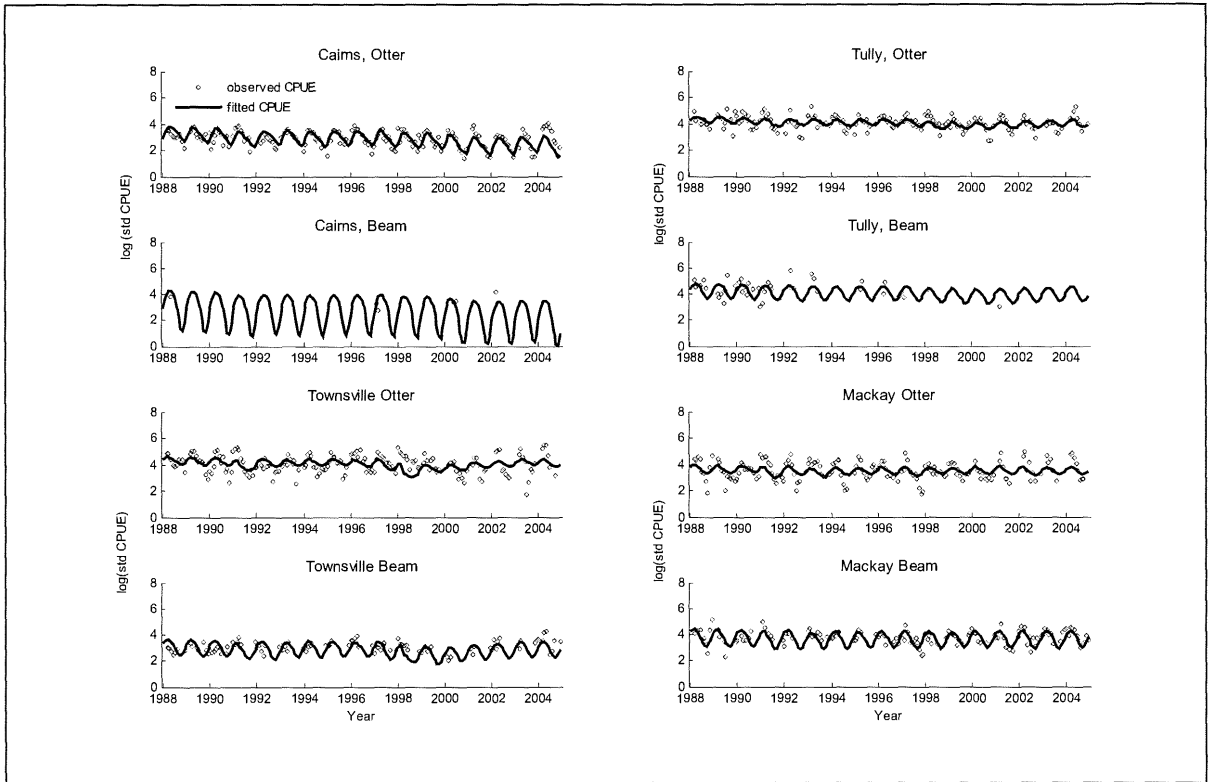 Cairns, Otter
8
6
4
2
0
observed CPUE
fitted CPUE
1988 1990 1992 1994 1996 1998 2000 2002 2004
log (std CPUE)
Cairns, Beam
8
6
4
2
0
1988 1990 1992 1994 1996 1998 2000 2002 2004
Townsville Otter
8
6
4
2
0
1988 1990 1992 1994 1996 1998 2000 2002 2004
log(std CPUE)
Townsville Beam
8
6
4
2
0
1988 1990 1992 1994 1996 1998 2000 2002 2004
Year
Tully, Otter
8
6
4
2
0
1988 1990 1992 1994 1996 1998 2000 2002 2004
log(std CPUE)
Tully, Beam
8
6
4
2
0
1988 1990 1992 1994 1996 1998 2000 2002 2004
Mackay Otter
8
6
4
2
0
1988 1990 1992 1994 1996 1998 2000 2002 2004
log(std CPUE)
Mackay Beam
8
6
4
2
0
1988 1990 1992 1994 1996 1998 2000 2002 2004
Year